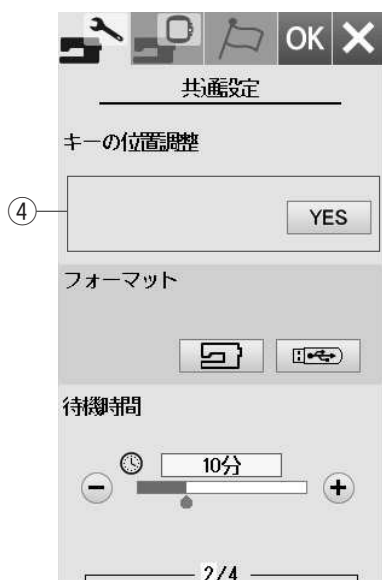 OK
共通設定
キーの位置調整
④
YES
フォーマット
待機時間
10分
2/4